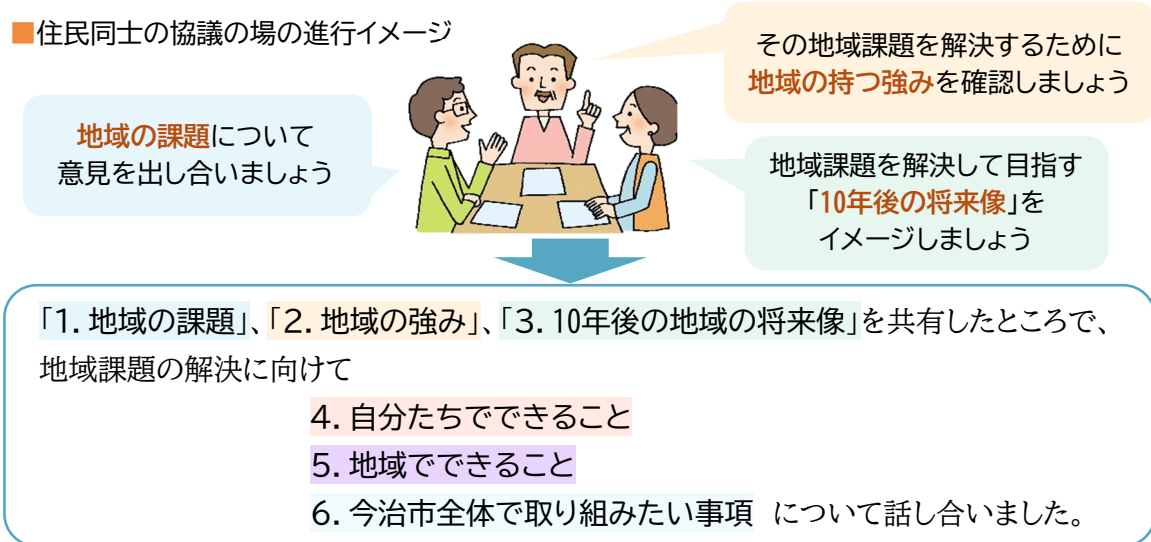 ■住民同士の協議の場の進行イメージ
地域の課題について
意見を出し合いましょう
その地域課題を解決するために
地域の持つ強みを確認しましょう
地域課題を解決して目指す
「10年後の将来像」を
イメージしましょう
「1. 地域の課題」、「2. 地域の強み」、「3. 10年後の地域の将来像」を共有したところで、
地域課題の解決に向けて
4. 自分たちでできること
5. 地域でできること
6. 今治市全体で取り組みたい事項　について話し合いました。